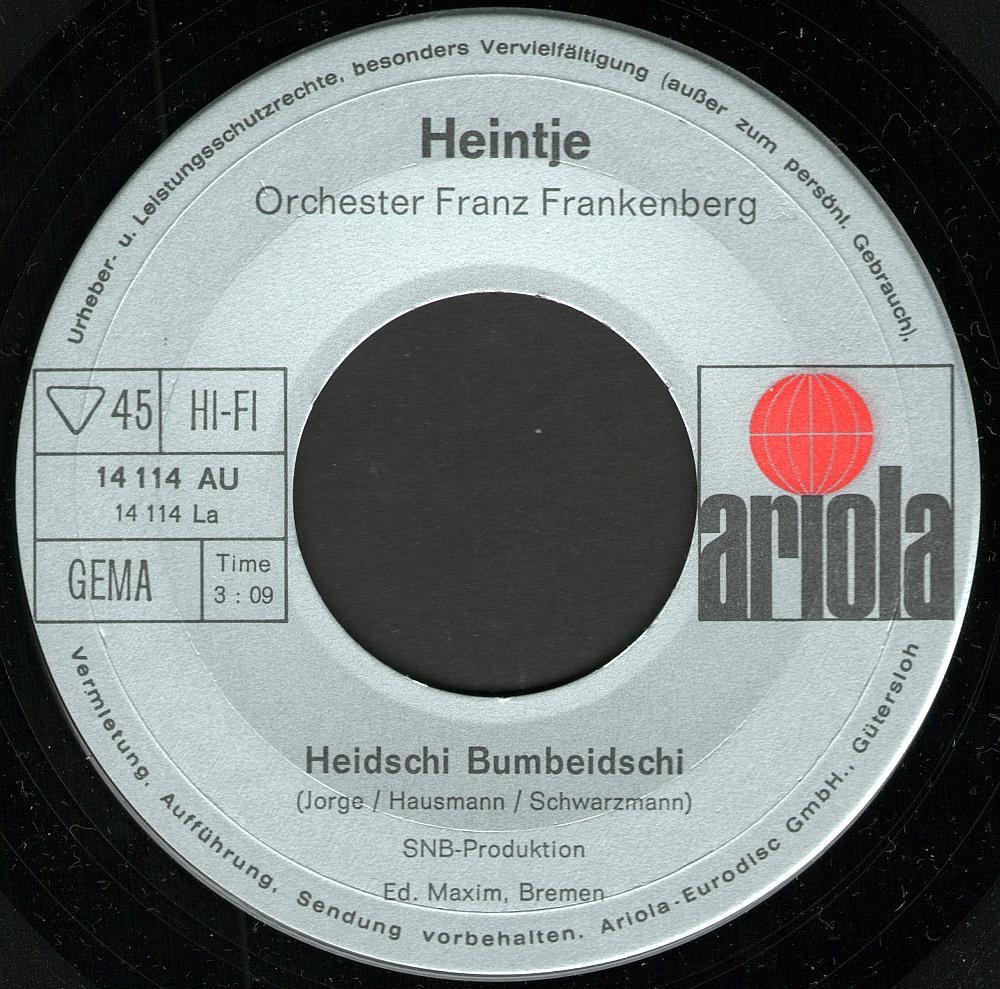 Urheber- u. Leistungsschutzrechte, besonders Vervielfältigung (außer zum persönl. Gebrauch),
Heintje
Orchester Franz Frankenberg
45 HI-FI
14 114 AU
14 114 La
GEMA
Time
3 : 09
ariola
Heidschi Bumbeidschi
(Jorge / Hausmann / Schwarzmann)
SNB-Produktion
Ed. Maxim, Bremen
Vermietung, Aufführung, Sendung vorbehalten. Ariola-Eurodisc GmbH., Gütersloh